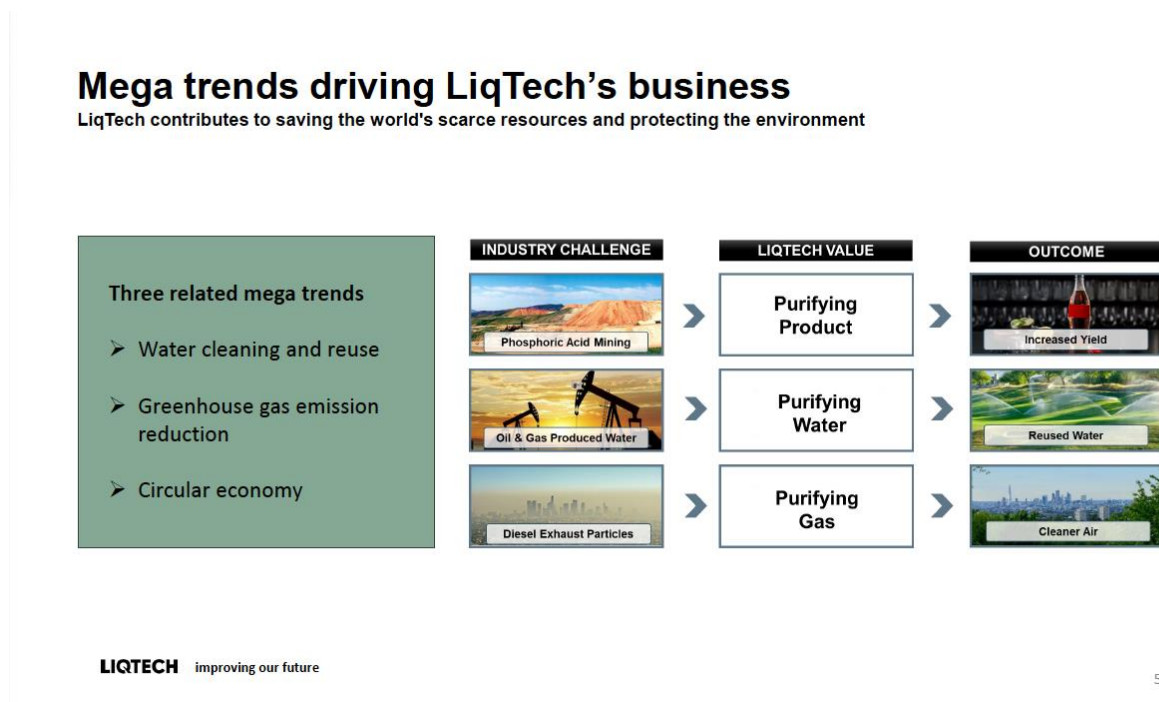 Mega trends driving LiqTech’s business
LiqTech contributes to saving the world's scarce resources and protecting the environment
Three related mega trends
➢ Water cleaning and reuse
➢ Greenhouse gas emission
reduction
➢ Circular economy
INDUSTRY CHALLENGE
LIQTECH VALUE
OUTCOME
Phosphoric Acid Mining
Purifying
Product
Increased Yield
Oil & Gas Produced Water
Purifying
Water
Reused Water
Diesel Exhaust Particles
Purifying
Gas
Cleaner Air
LIQTECH improving our future
5